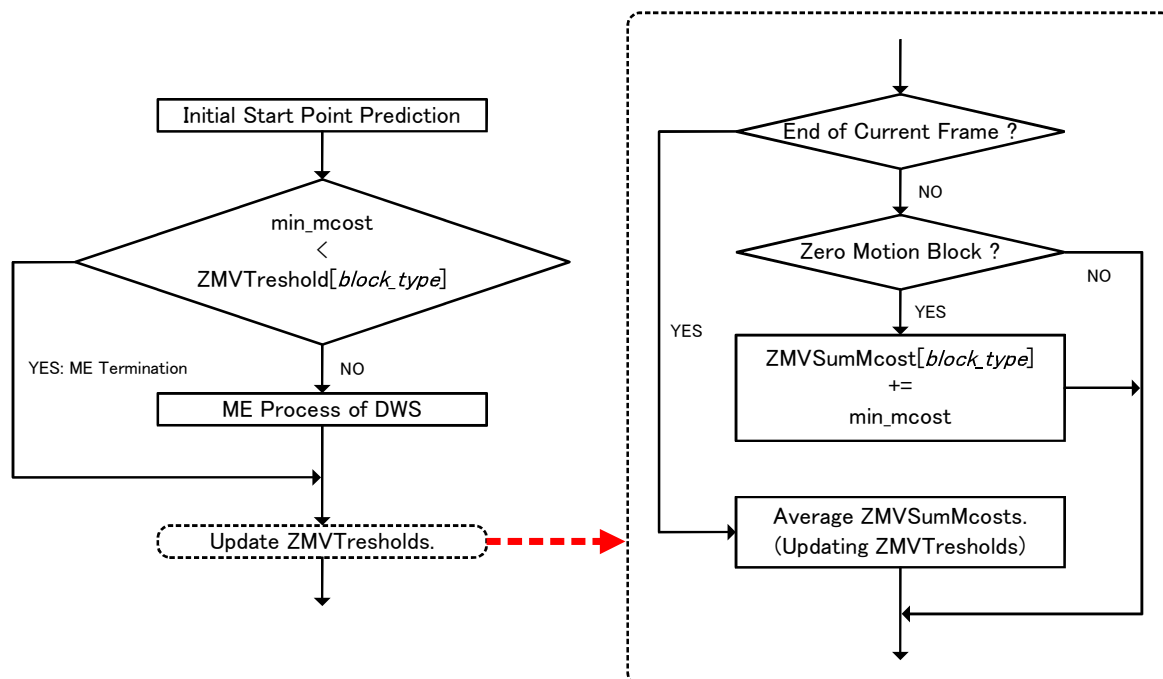 Initial Start Point Prediction
min_mcost
<
ZMVTreshold[block_type]
YES: ME Termination
NO
ME Process of DWS
Update ZMVTresholds.
End of Current Frame ?
NO
Zero Motion Block ?
NO
YES
YES
ZMVSumMcost[block_type]
+=
min_mcost
Average ZMVSumMcosts.
(Updating ZMVTresholds)